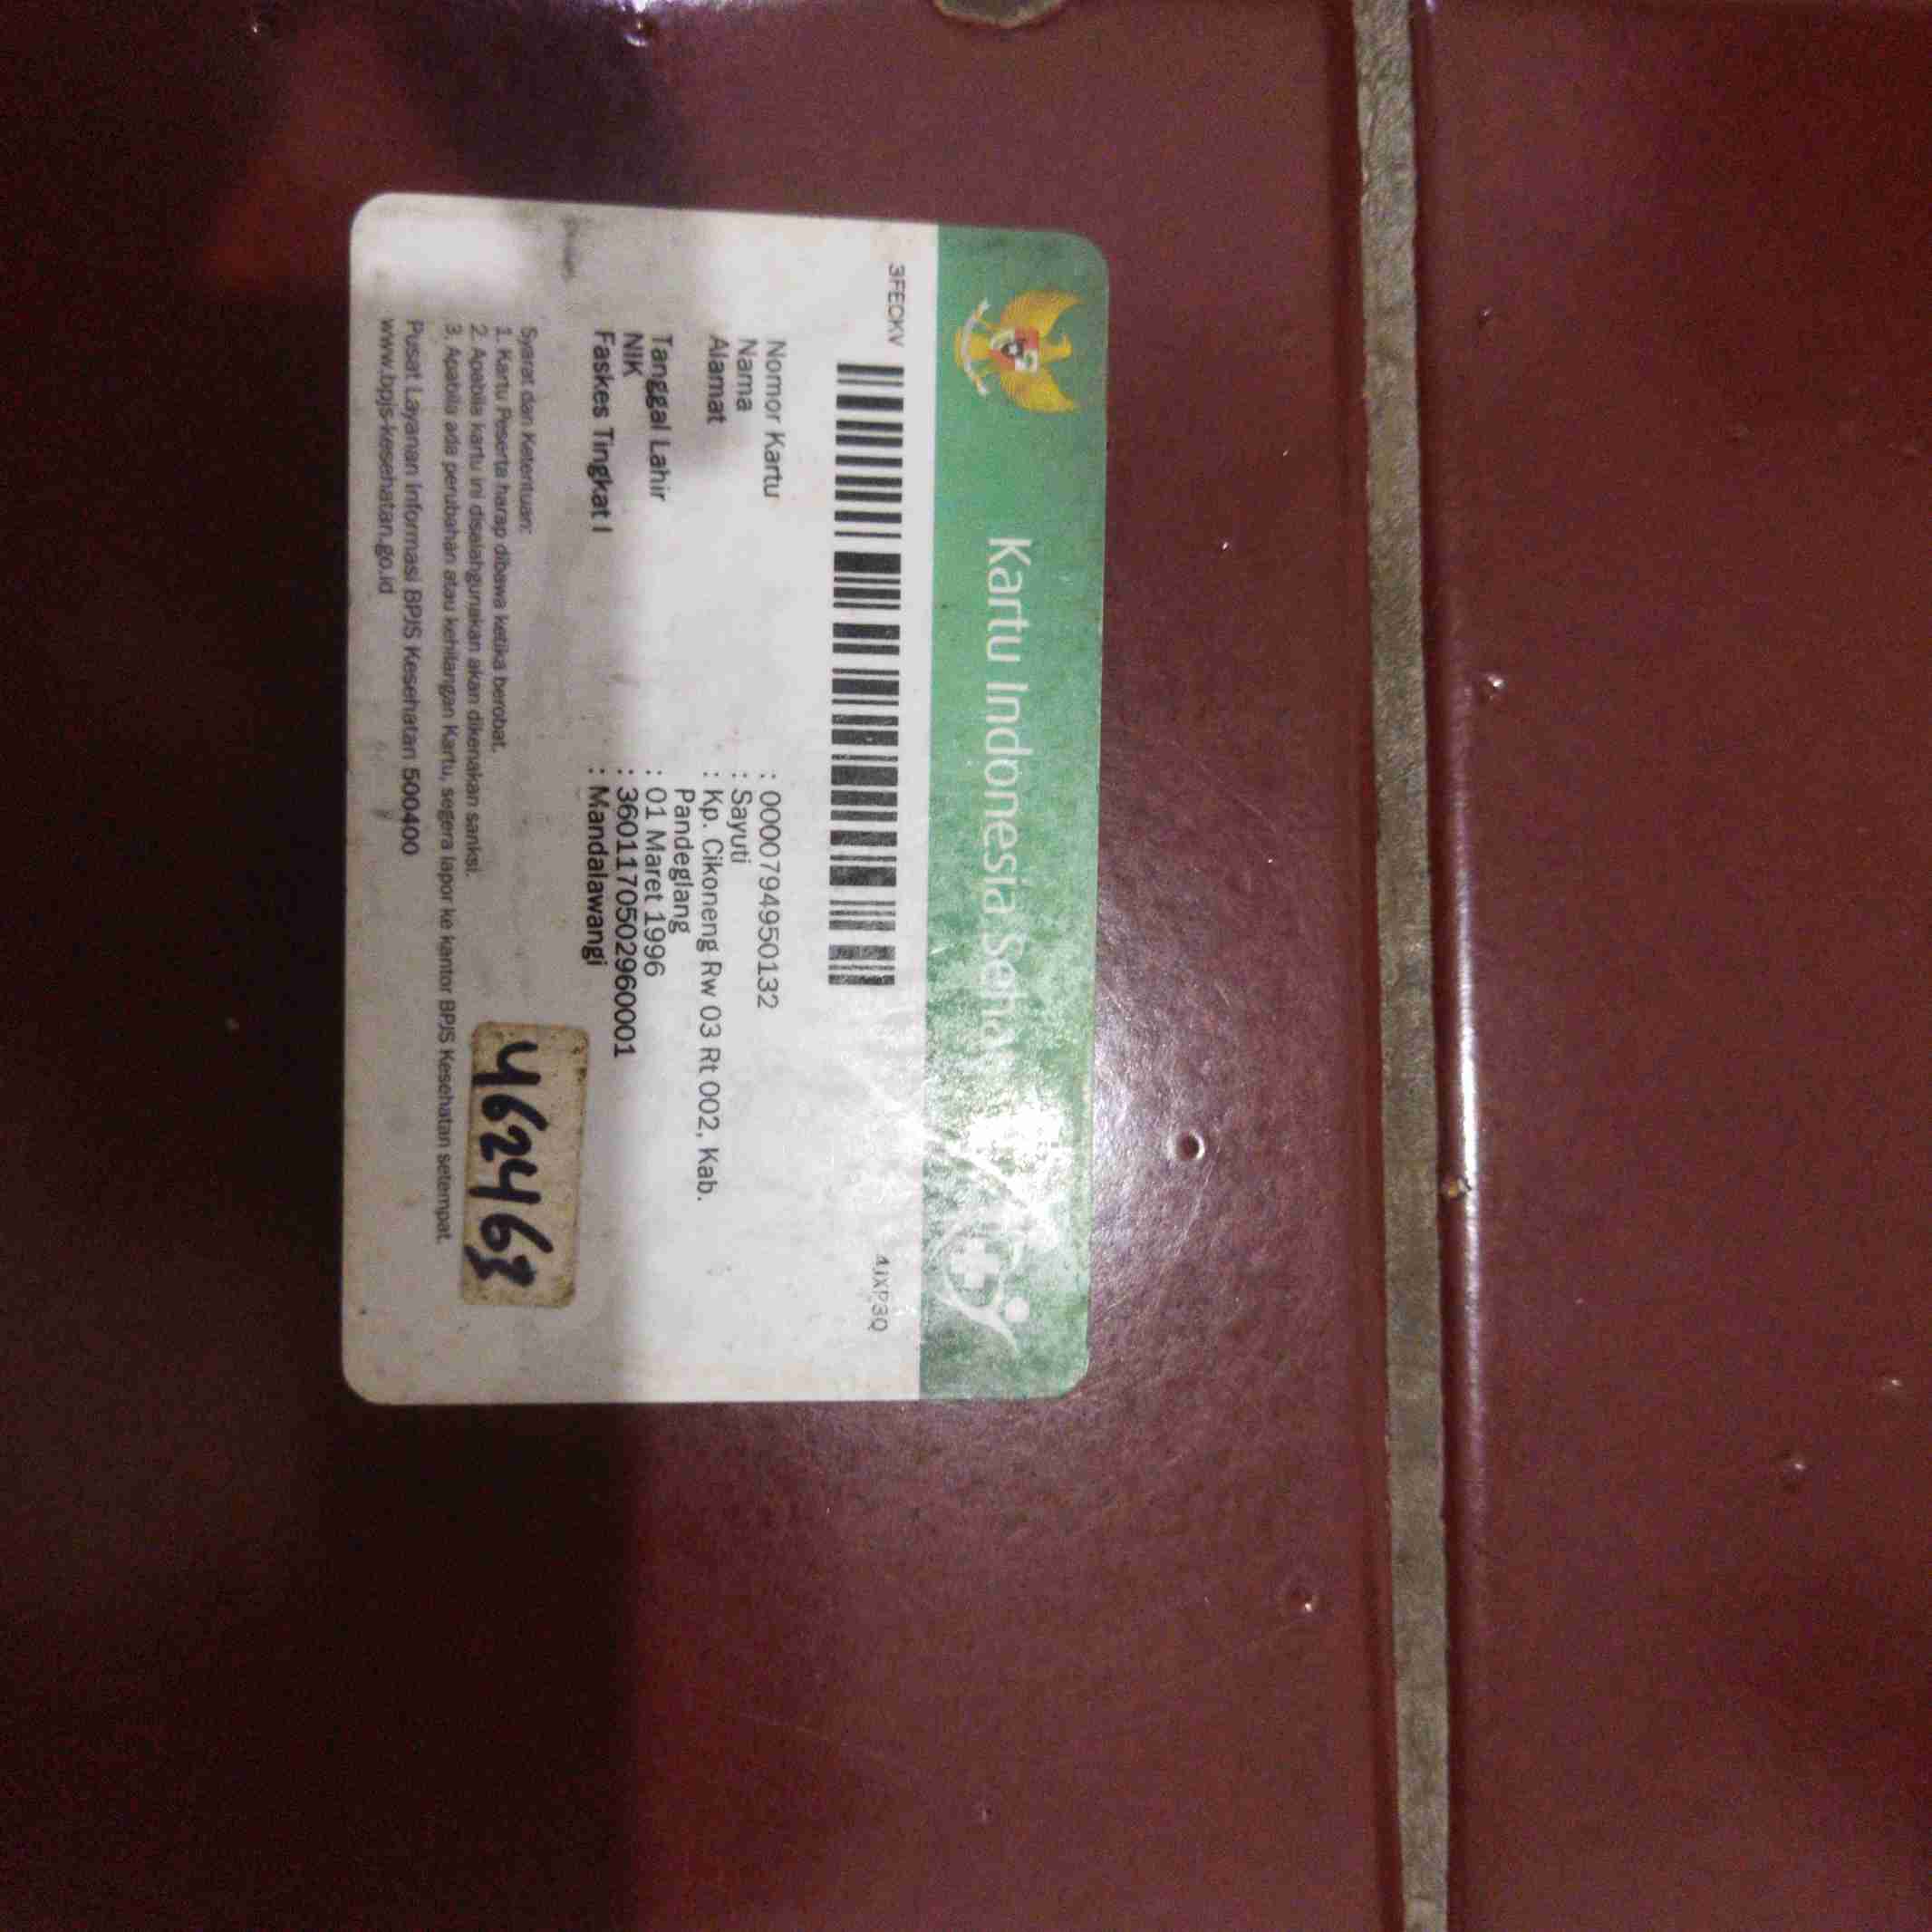 Kartu Indonesia Sehat
3FECKV
4JXP3Q
Nomor Kartu : 0000794950132
Nama : Sayuti
Alamat : Kp. Cikoneng Rw 03 Rt 002, Kab.
Pandeglang
Tanggal Lahir : 01 Maret 1996
NIK : 3601170502960001
Faskes Tingkat I : Mandalawangi
Syarat dan Ketentuan:
1. Kartu Peserta harap dibawa ketika berobat.
2. Apabila kartu ini disalahgunakan akan dikenakan sanksi.
3. Apabila ada perubahan atau kehilangan Kartu, segera lapor ke kantor BPJS Kesehatan setempat.
Pusat Layanan Informasi BPJS Kesehatan 500400
www.bpjs-kesehatan.go.id
462463